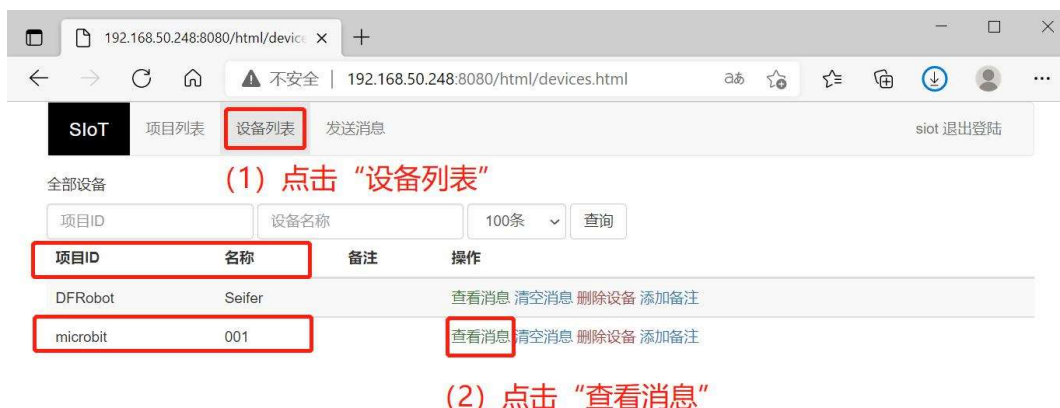 192.168.50.248:8080/html/device
不安全 | 192.168.50.248:8080/html/devices.html aあ
SIoT 项目列表 设备列表 发送消息 siot 退出登陆
(1) 点击“设备列表”
全部设备
项目ID 设备名称 100条 查询
项目ID 名称 备注 操作
DFRobot Seifer 查看消息 清空消息 删除设备 添加备注
microbit 001 查看消息 清空消息 删除设备 添加备注
(2) 点击“查看消息”